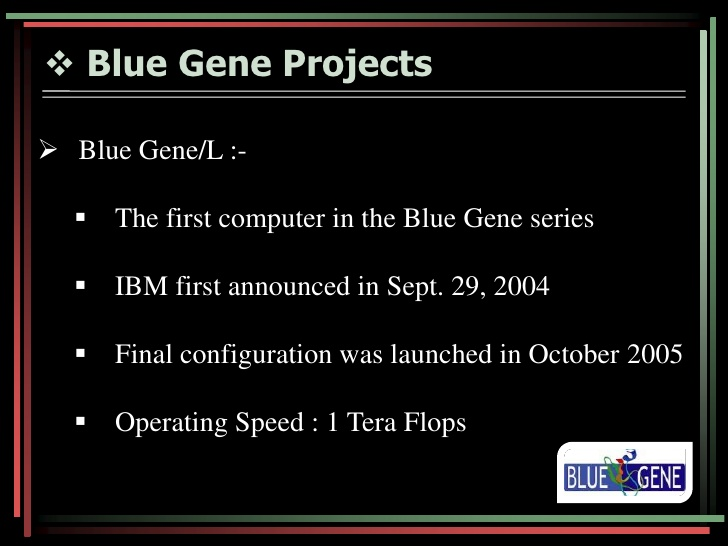 ❖ Blue Gene Projects
➢ Blue Gene/L :-
▪ The first computer in the Blue Gene series
▪ IBM first announced in Sept. 29, 2004
▪ Final configuration was launched in October 2005
▪ Operating Speed : 1 Tera Flops
BLUE GENE